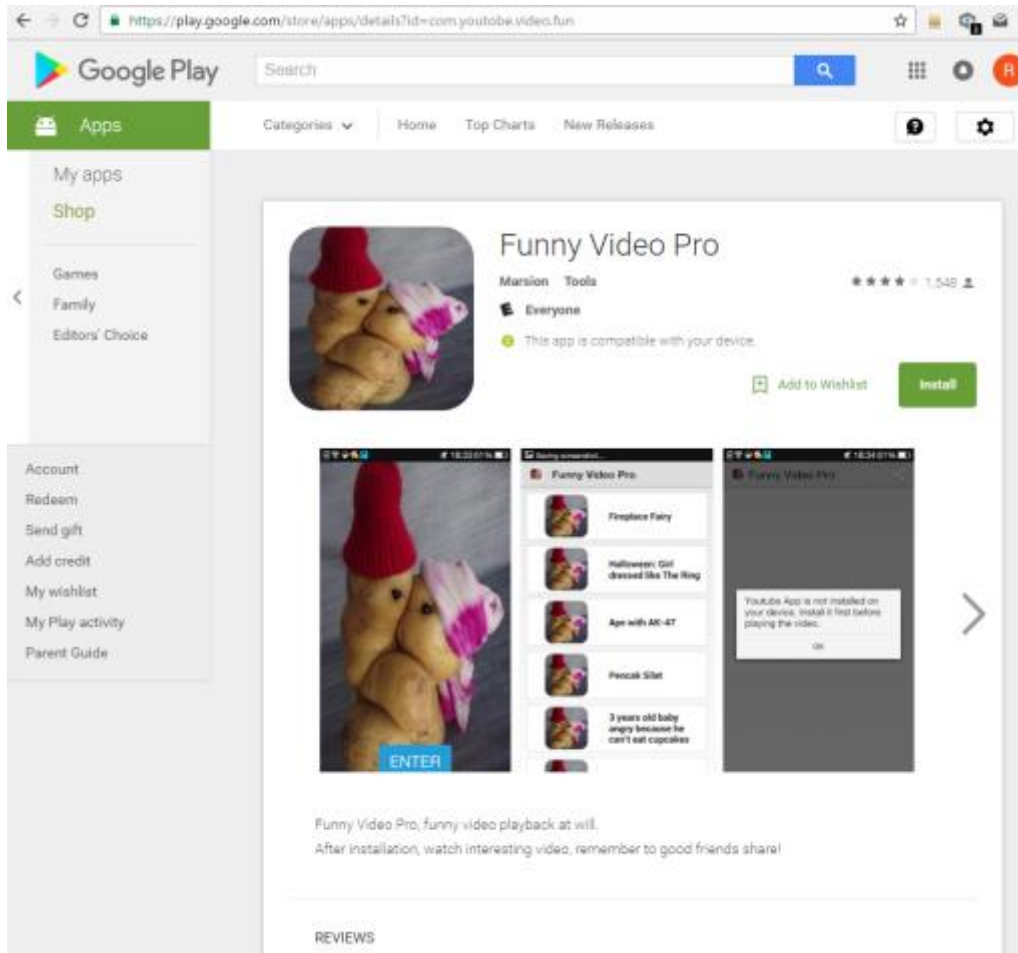 https://play.google.com/store/apps/details?id=com.youtobe.video.fun
Google Play
Search
R
Apps
Categories
Home
Top Charts
New Releases
My apps
Shop
Games
Family
Editors' Choice
Account
Redeem
Send gift
Add credit
My wishlist
My Play activity
Parent Guide
Funny Video Pro
Marsion Tools
1,548
Everyone
This app is compatible with your device.
Add to Wishlist
Install
ENTER
Saving screenshot...
Funny Video Pro
Fireplace Fairy
Halloween: Girl
dressed like The Ring
Ape with AK-47
Pencak Silat
3 years old baby
angry because he
can't eat cupcakes
Funny Video Pro
Youtube App is not installed on
your device. Install it first before
playing the video.
OK
Funny Video Pro, funny video playback at will.
After installation, watch interesting video, remember to good friends share!
REVIEWS